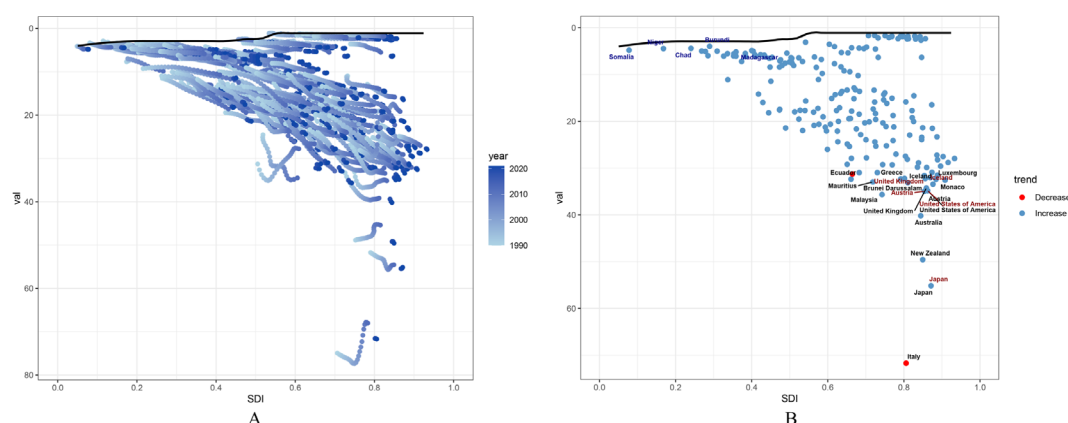 0
20
40
60
80
val
0.0 0.2 0.4 0.6 0.8 1.0
SDI
A
year
2020
2010
2000
1990
0
20
40
60
val
Somalia
Niger
Chad
Burundi
Madagascar
Ecuador
Greece
Iceland
Luxembourg
Mauritius
United Kingdom
Iceland
Brunei Darussalam
Monaco
Malaysia
Austria
Austria
United States of America
United Kingdom
United States of America
Australia
New Zealand
Japan
Japan
Italy
0.0 0.2 0.4 0.6 0.8 1.0
SDI
B
trend
Decrease
Increase